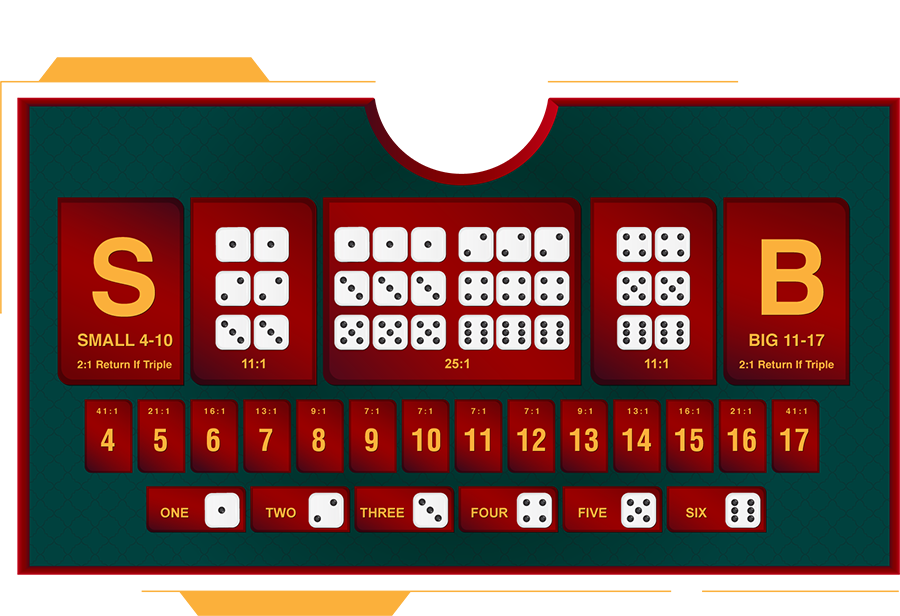 S
SMALL 4-10
2:1 Return If Triple
11:1
25:1
11:1
B
BIG 11-17
2:1 Return If Triple
41:1 21:1 16:1 13:1 9:1 7:1 7:1 7:1 7:1 9:1 13:1 16:1 21:1 41:1
4 5 6 7 8 9 10 11 12 13 14 15 16 17
ONE TWO THREE FOUR FIVE SIX